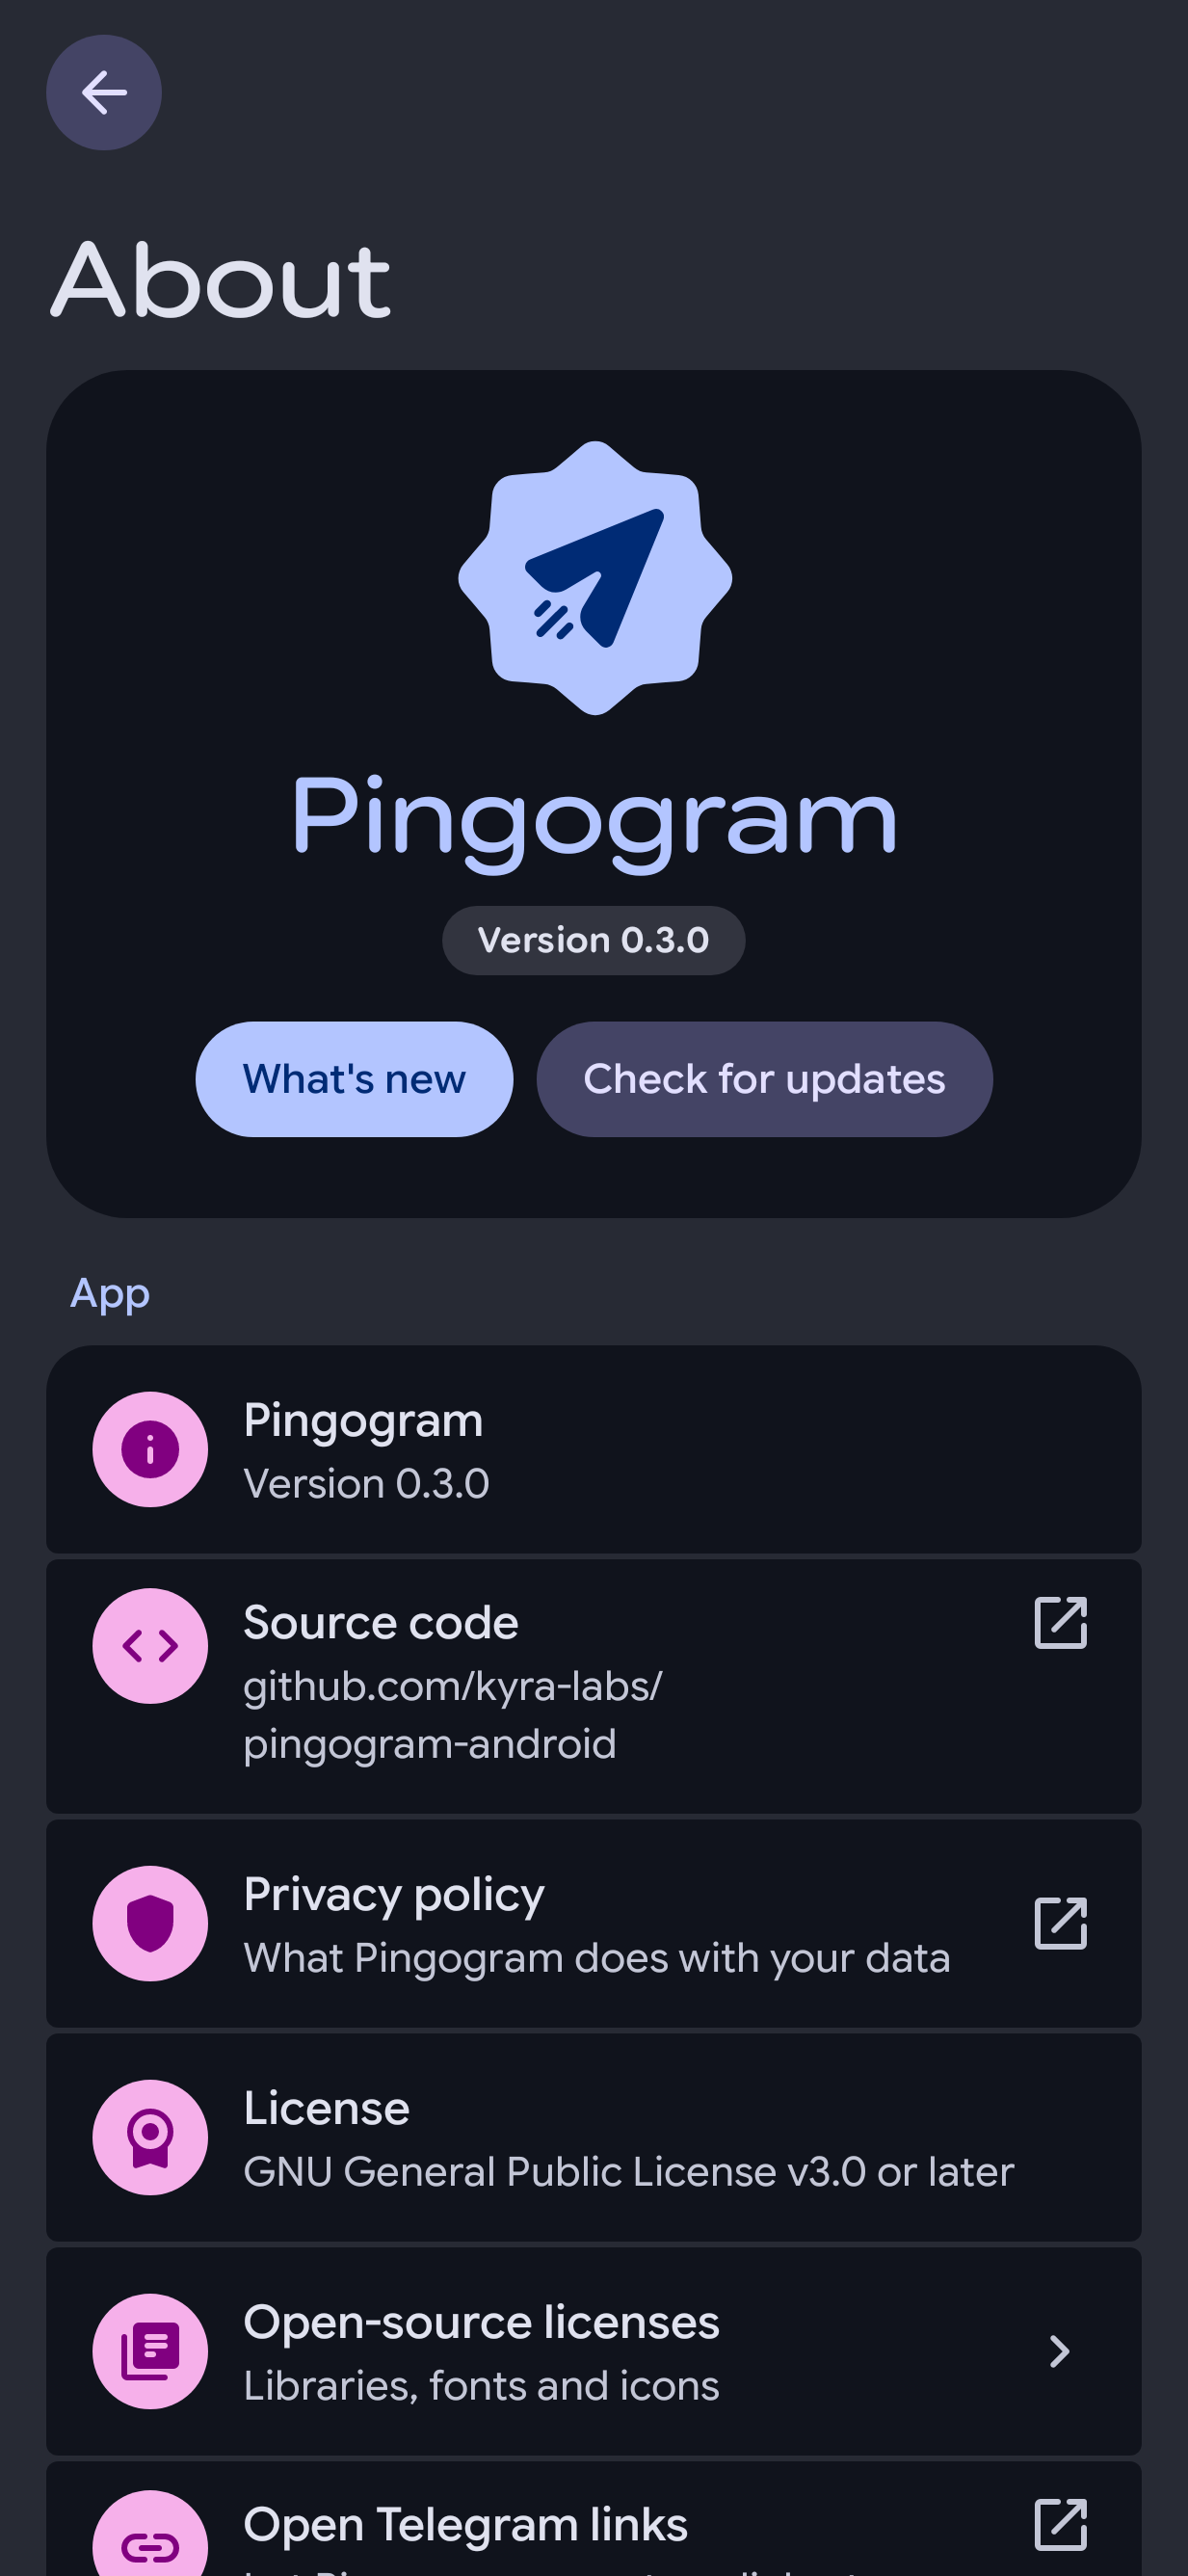 About
Pingogram
Version 0.3.0
What's new
Check for updates
App
Pingogram
Version 0.3.0
Source code
github.com/kyra-labs/
pingogram-android
Privacy policy
What Pingogram does with your data
License
GNU General Public License v3.0 or later
Open-source licenses
Libraries, fonts and icons
Open Telegram links